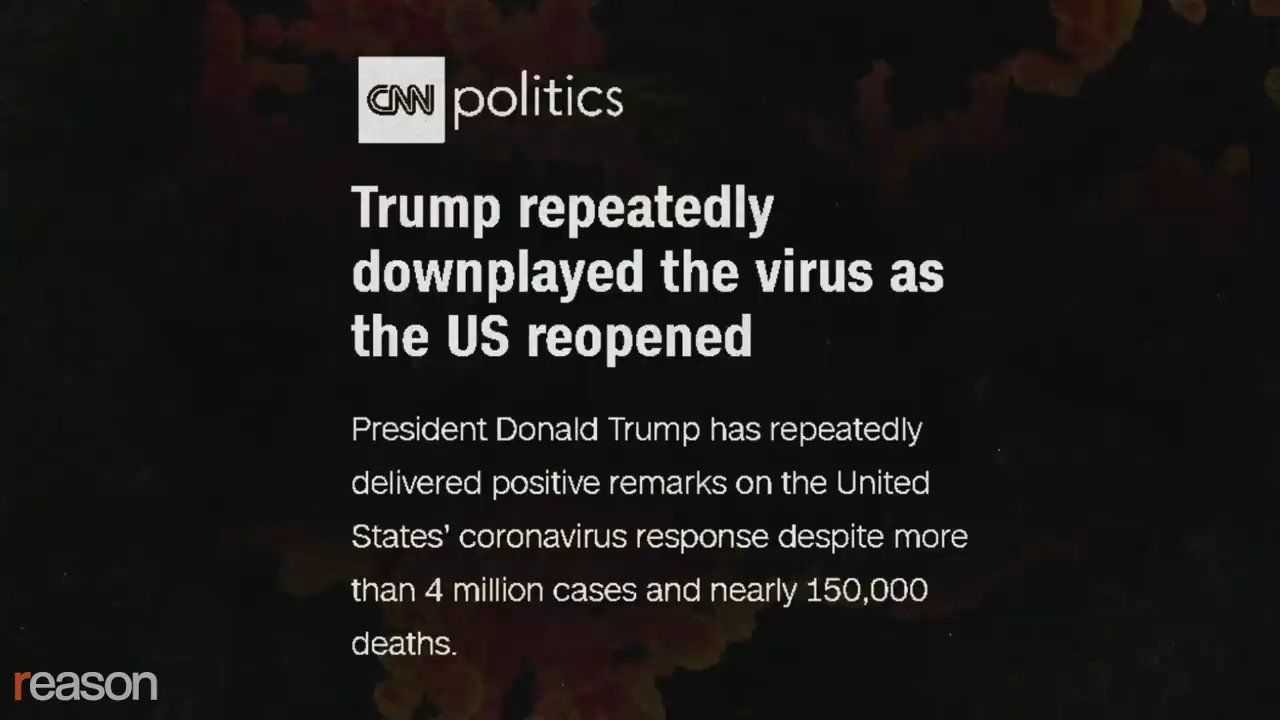 CNN politics
Trump repeatedly
downplayed the virus as
the US reopened
President Donald Trump has repeatedly
delivered positive remarks on the United
States' coronavirus response despite more
than 4 million cases and nearly 150,000
deaths.
reason